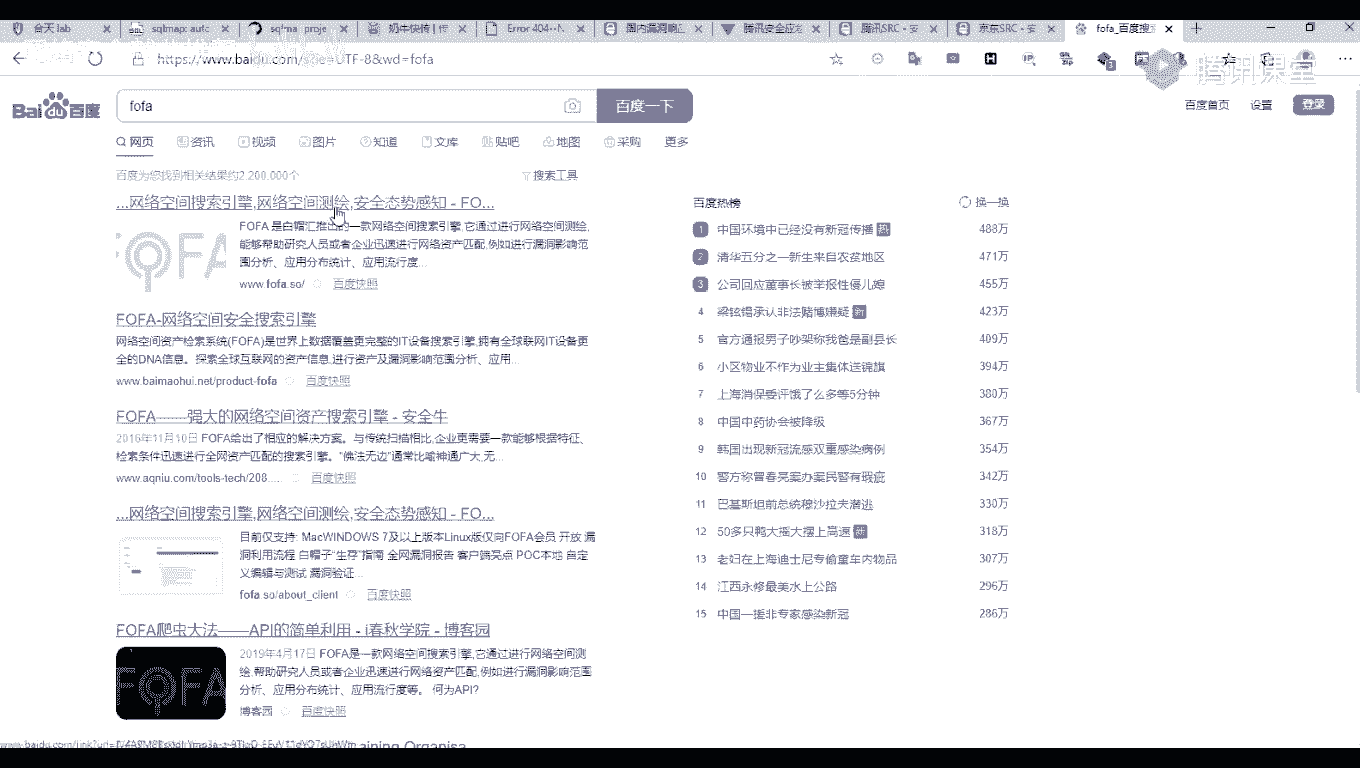 合天 lab
sqlmap: auto
奶牛快传 | 传
Error 404--N
国内漏洞响应
腾讯安全应急
腾讯SRC - 安
京东SRC - 安
fofa_百度搜索
https://www.baidu.com/s?ie=UTF-8&wd=fofa
腾讯课堂
Bai du 百度
fofa
百度一下
百度首页
设置
登录
网页
资讯
视频
图片
知道
文库
贴吧
地图
采购
更多
百度为您找到相关结果约2,200,000个
搜索工具
...网络空间搜索引擎,网络空间测绘,安全态势感知 - FO...
FOFA
FOFA 是白帽汇推出的一款网络空间搜索引擎,它通过进行网络空间测绘,
能够帮助研究人员或者企业迅速进行网络资产匹配,例如进行漏洞影响范
围分析、应用分布统计、应用流行度...
www.fofa.so/
百度快照
FOFA-网络空间安全搜索引擎
网络空间资产检索系统(FOFA)是世界上数据覆盖更完整的IT设备搜索引擎,拥有全球联网IT设备更
全的DNA信息。探索全球互联网的资产信息,进行资产及漏洞影响范围分析、应用...
www.baimaohui.net/product-fofa
百度快照
FOFA——强大的网络空间资产搜索引擎 - 安全牛
2016年11月10日 FOFA给出了相应的解决方案。与传统扫描相比,企业更需要一款能够根据特征、
检索条件迅速进行全网资产匹配的搜索引擎。“佛法无边”通常比喻神通广大,无...
www.aqniu.com/tools-tech/208....
百度快照
...网络空间搜索引擎,网络空间测绘,安全态势感知 - FO...
目前仅支持: MacWINDOWS 7及以上版本Linux版仅向FOFA会员 开放 漏
洞利用流程 白帽子“生存”指南 全网漏洞报告 客户端亮点 POC本地 自定
义编辑与测试 漏洞验证...
fofa.so/about_client
百度快照
FOFA爬虫大法——API的简单利用 - i春秋学院 - 博客园
FOFA
2019年4月17日 FOFA是一款网络空间搜索引擎,它通过进行网络空间测
绘,帮助研究人员或者企业迅速进行网络资产匹配,例如进行漏洞影响范围
分析、应用分布统计、应用流行度等。 何为API?
博客园
百度快照
百度热榜
换一换
1 中国环境中已经没有新冠传播 热 488万
2 清华五分之一新生来自农贫地区 471万
3 公司回应董事长被举报性侵儿媳 455万
4 梁铉锡承认非法赌博嫌疑 新 423万
5 官方通报男子吵架称我爸是副县长 409万
6 小区物业不作为业主集体送锦旗 394万
7 上海消保委评饿了么多等5分钟 380万
8 中国中药协会被降级 367万
9 韩国出现新冠流感双重感染病例 354万
10 警方称曾春亮案办案民警有瑕疵 342万
11 巴基斯坦前总统穆沙拉夫潜逃 330万
12 50多只鸭大摇大摆上高速 新 318万
13 老妇在上海迪士尼专偷童车内物品 307万
14 江西永修最美水上公路 296万
15 中国一援非专家感染新冠 286万